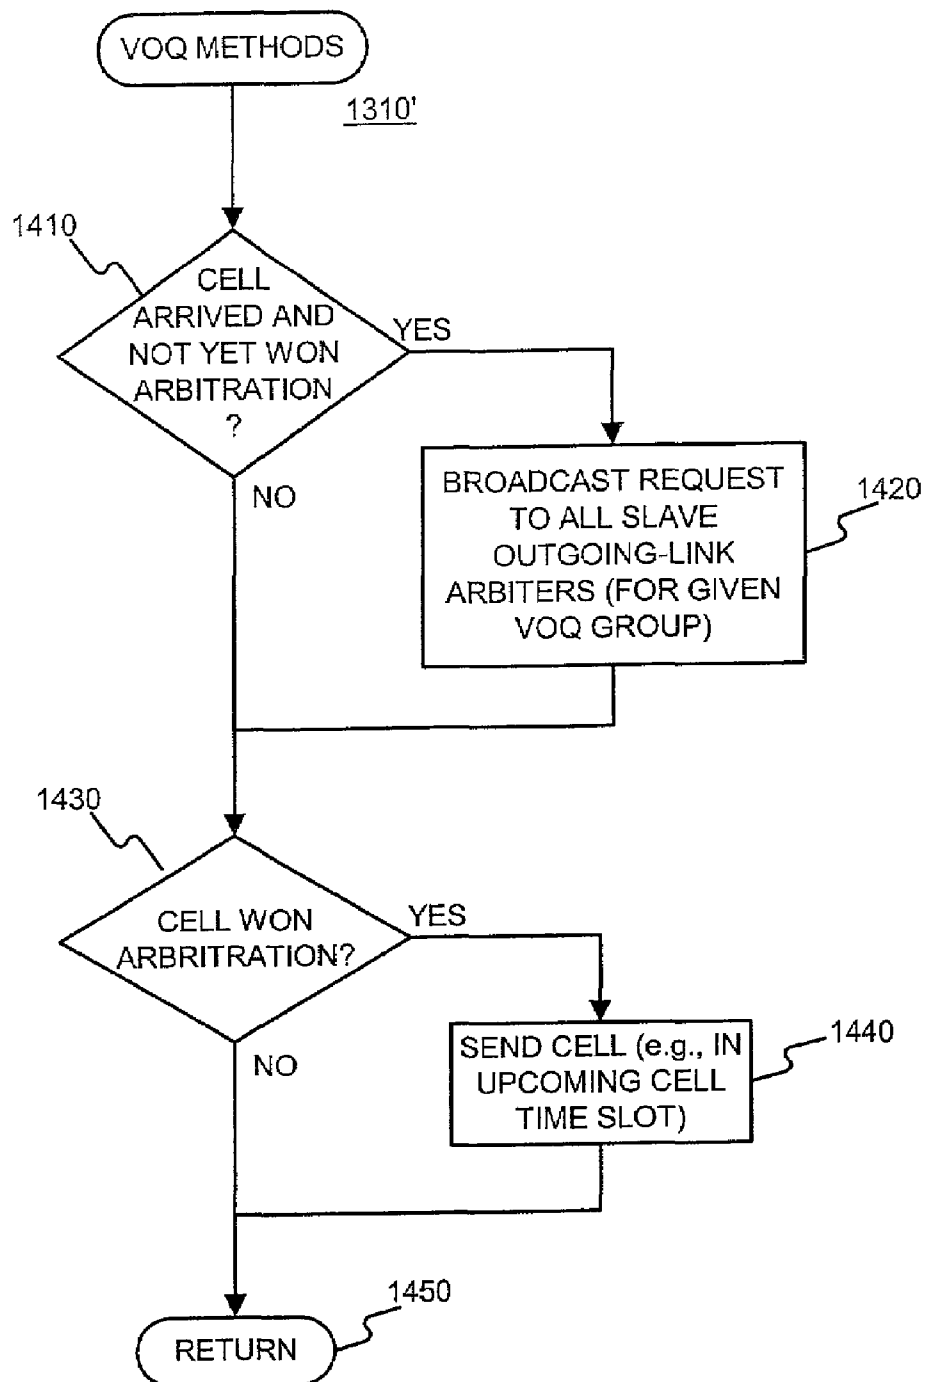 VOQ METHODS
1310'
1410
CELL
ARRIVED AND
NOT YET WON
ARBITRATION
?
YES
NO
BROADCAST REQUEST
TO ALL SLAVE
OUTGOING-LINK
ARBITERS (FOR GIVEN
VOQ GROUP)
1420
1430
CELL WON
ARBRITRATION?
YES
NO
SEND CELL (e.g., IN
UPCOMING CELL
TIME SLOT)
1440
1450
RETURN